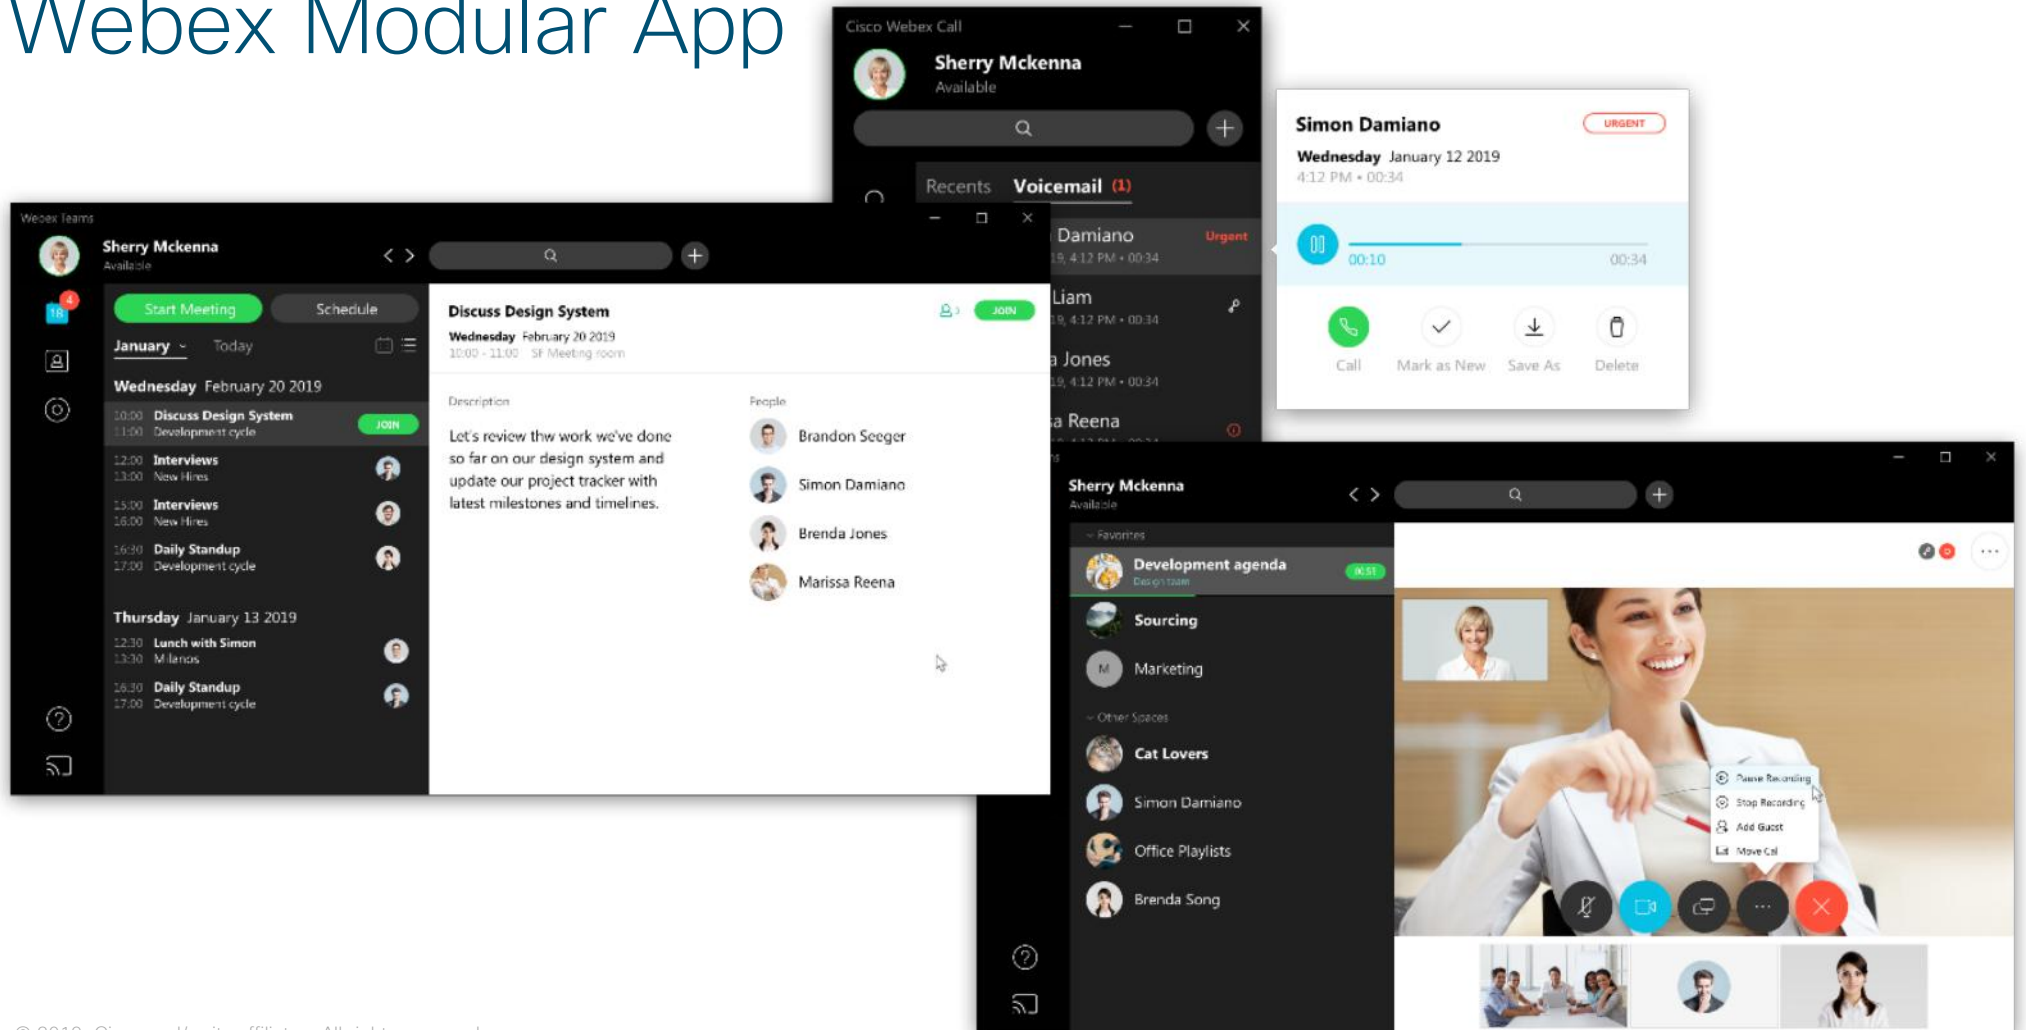 Webex Modular App
Cisco Webex Call
Sherry Mckenna
Available
Recents Voicemail (1)
Damiano Urgent
19, 4:12 PM • 00:34
Liam
19, 4:12 PM • 00:34
a Jones
19, 4:12 PM • 00:34
a Reena
Simon Damiano URGENT
Wednesday January 12 2019
4:12 PM • 00:34
00:10 00:34
Call Mark as New Save As Delete
Webex Teams
Sherry Mckenna
Available
4
18
Start Meeting Schedule
January Today
Wednesday February 20 2019
10:00 Discuss Design System
11:00 Development cycle
JOIN
12:00 Interviews
13:00 New Hires
15:00 Interviews
16:00 New Hires
16:30 Daily Standup
17:00 Development cycle
Thursday January 13 2019
12:30 Lunch with Simon
13:30 Milanos
16:30 Daily Standup
17:00 Development cycle
Discuss Design System
JOIN
Wednesday February 20 2019
10:00 - 11:00 SF Meeting room
Description
Let's review thw work we've done
so far on our design system and
update our project tracker with
latest milestones and timelines.
People
Brandon Seeger
Simon Damiano
Brenda Jones
Marissa Reena
Sherry Mckenna
Available
Favorites
Development agenda
Design team
Sourcing
M Marketing
Other Spaces
Cat Lovers
Simon Damiano
Office Playlists
Brenda Song
Pause Recording
Stop Recording
Add Guest
Move Call